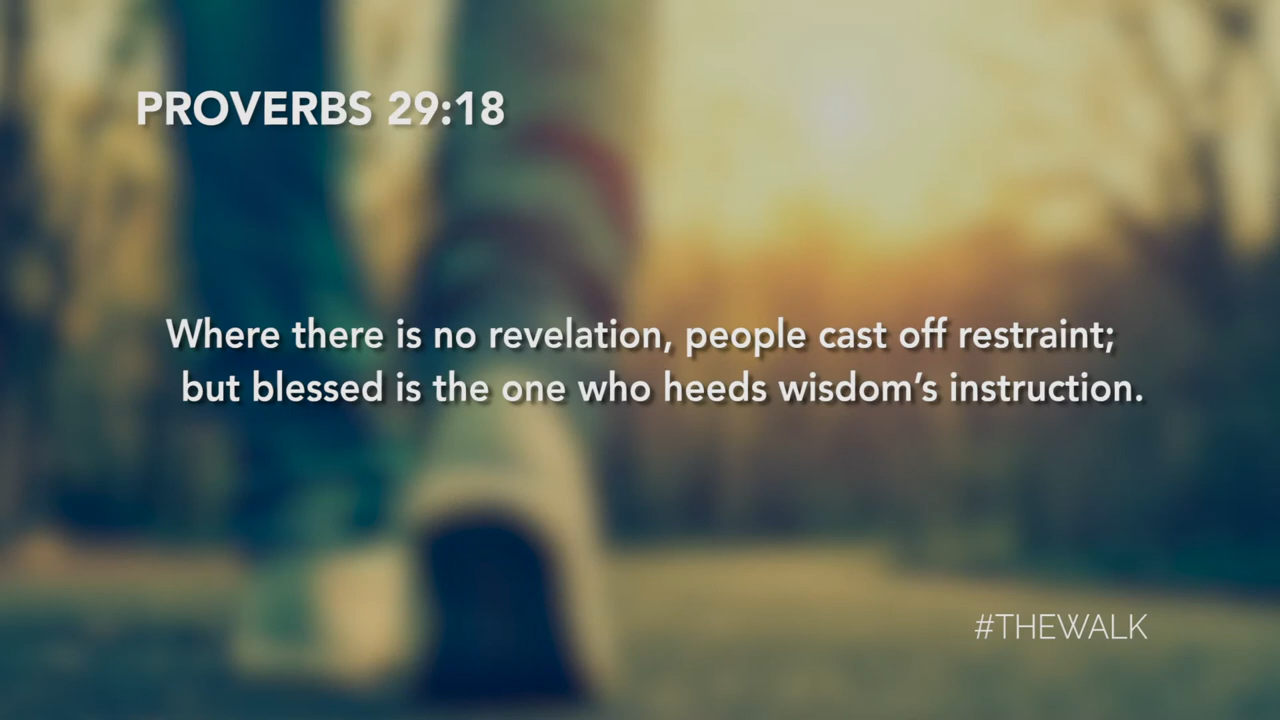 PROVERBS 29:18
Where there is no revelation, people cast off restraint;
but blessed is the one who heeds wisdom’s instruction.
#THEWALK